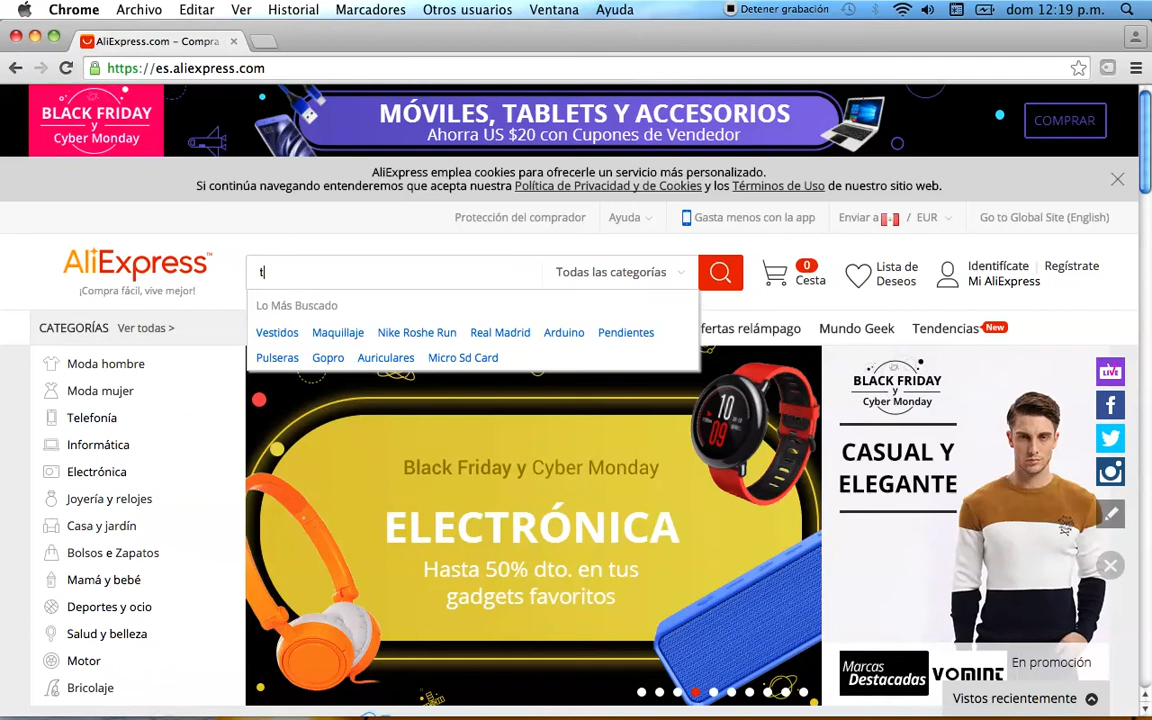 Chrome Archivo Editar Ver Historial Marcadores Otros usuarios Ventana Ayuda Detener grabación dom 12:19 p.m.
AliExpress.com – Compra
https://es.aliexpress.com
BLACK FRIDAY
y
Cyber Monday
MÓVILES, TABLETS Y ACCESORIOS
Ahorra US $20 con Cupones de Vendedor
COMPRAR
AliExpress emplea cookies para ofrecerle un servicio más personalizado.
Si continúa navegando entenderemos que acepta nuestra Política de Privacidad y de Cookies y los Términos de Uso de nuestro sitio web.
Protección del comprador Ayuda Gasta menos con la app Enviar a / EUR Go to Global Site (English)
AliExpress™
¡Compra fácil, vive mejor!
t
Todas las categorías
0
Cesta
Lista de
Deseos
Identifícate Regístrate
Mi AliExpress
Lo Más Buscado
Vestidos Maquillaje Nike Roshe Run Real Madrid Arduino Pendientes
Pulseras Gopro Auriculares Micro Sd Card
CATEGORÍAS Ver todas >
fertas relámpago Mundo Geek Tendencias New
Moda hombre
Moda mujer
Telefonía
Informática
Electrónica
Joyería y relojes
Casa y jardín
Bolsos e Zapatos
Mamá y bebé
Deportes y ocio
Salud y belleza
Motor
Bricolaje
10
09
Black Friday y Cyber Monday
ELECTRÓNICA
Hasta 50% dto. en tus
gadgets favoritos
BLACK FRIDAY
y
Cyber Monday
CASUAL Y
ELEGANTE
LIVE
Marcas
Destacadas
VOMINT
En promoción
Vistos recientemente